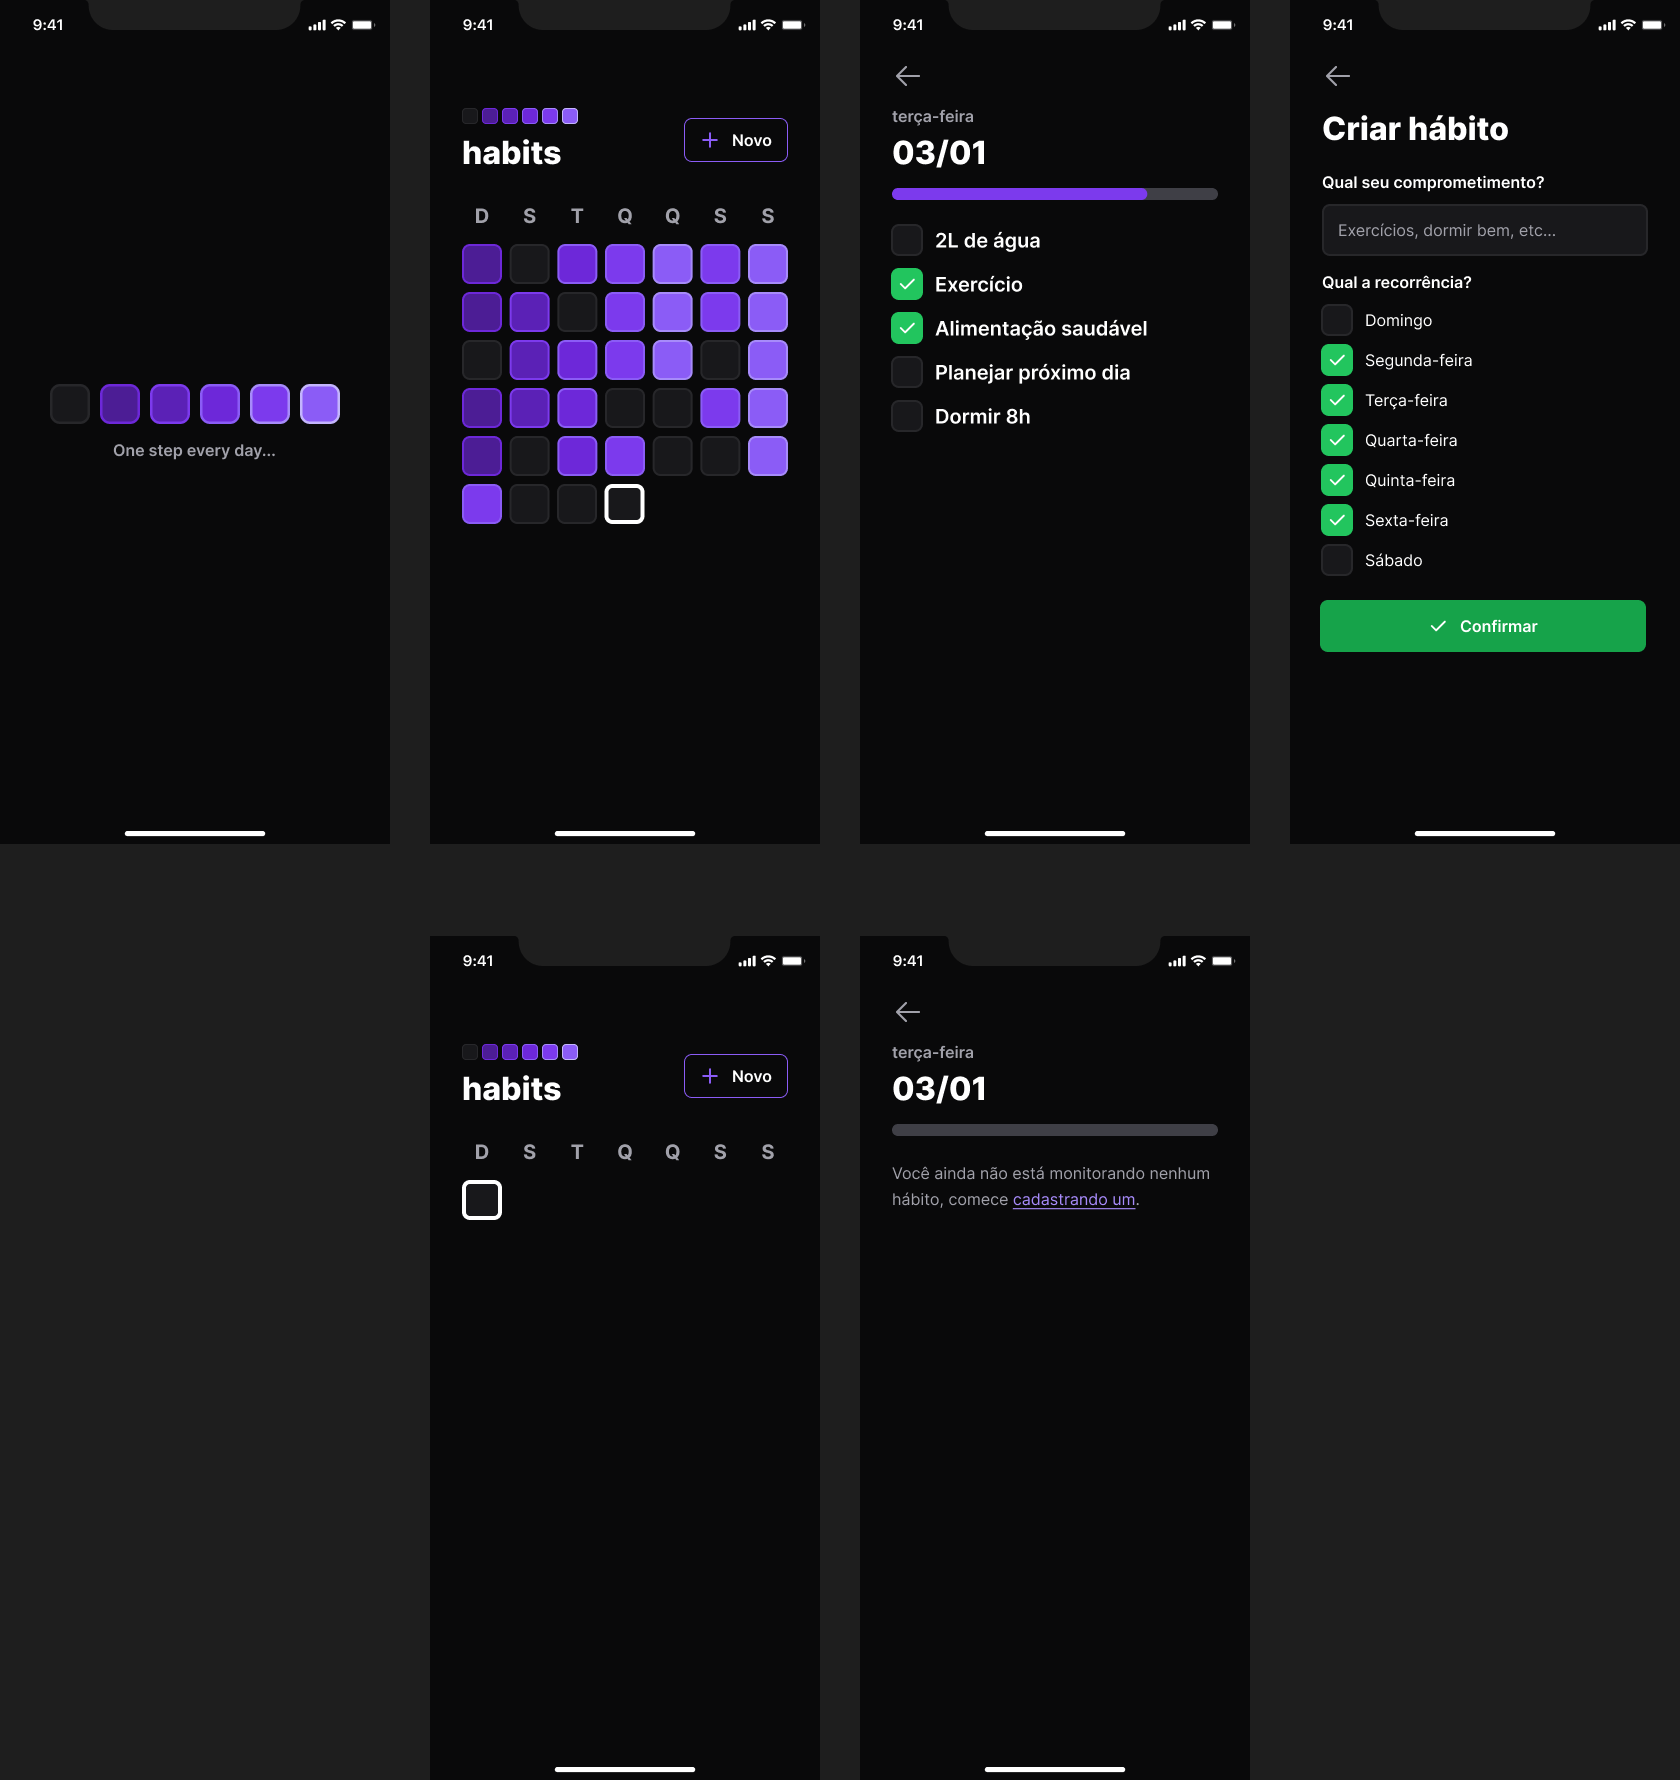 9:41
One step every day...
9:41
habits
+ Novo
D S T Q Q S S
9:41
terça-feira
03/01
2L de água
Exercício
Alimentação saudável
Planejar próximo dia
Dormir 8h
9:41
Criar hábito
Qual seu comprometimento?
Exercícios, dormir bem, etc...
Qual a recorrência?
Domingo
Segunda-feira
Terça-feira
Quarta-feira
Quinta-feira
Sexta-feira
Sábado
Confirmar
9:41
habits
+ Novo
D S T Q Q S S
9:41
terça-feira
03/01
Você ainda não está monitorando nenhum
hábito, comece cadastrando um.